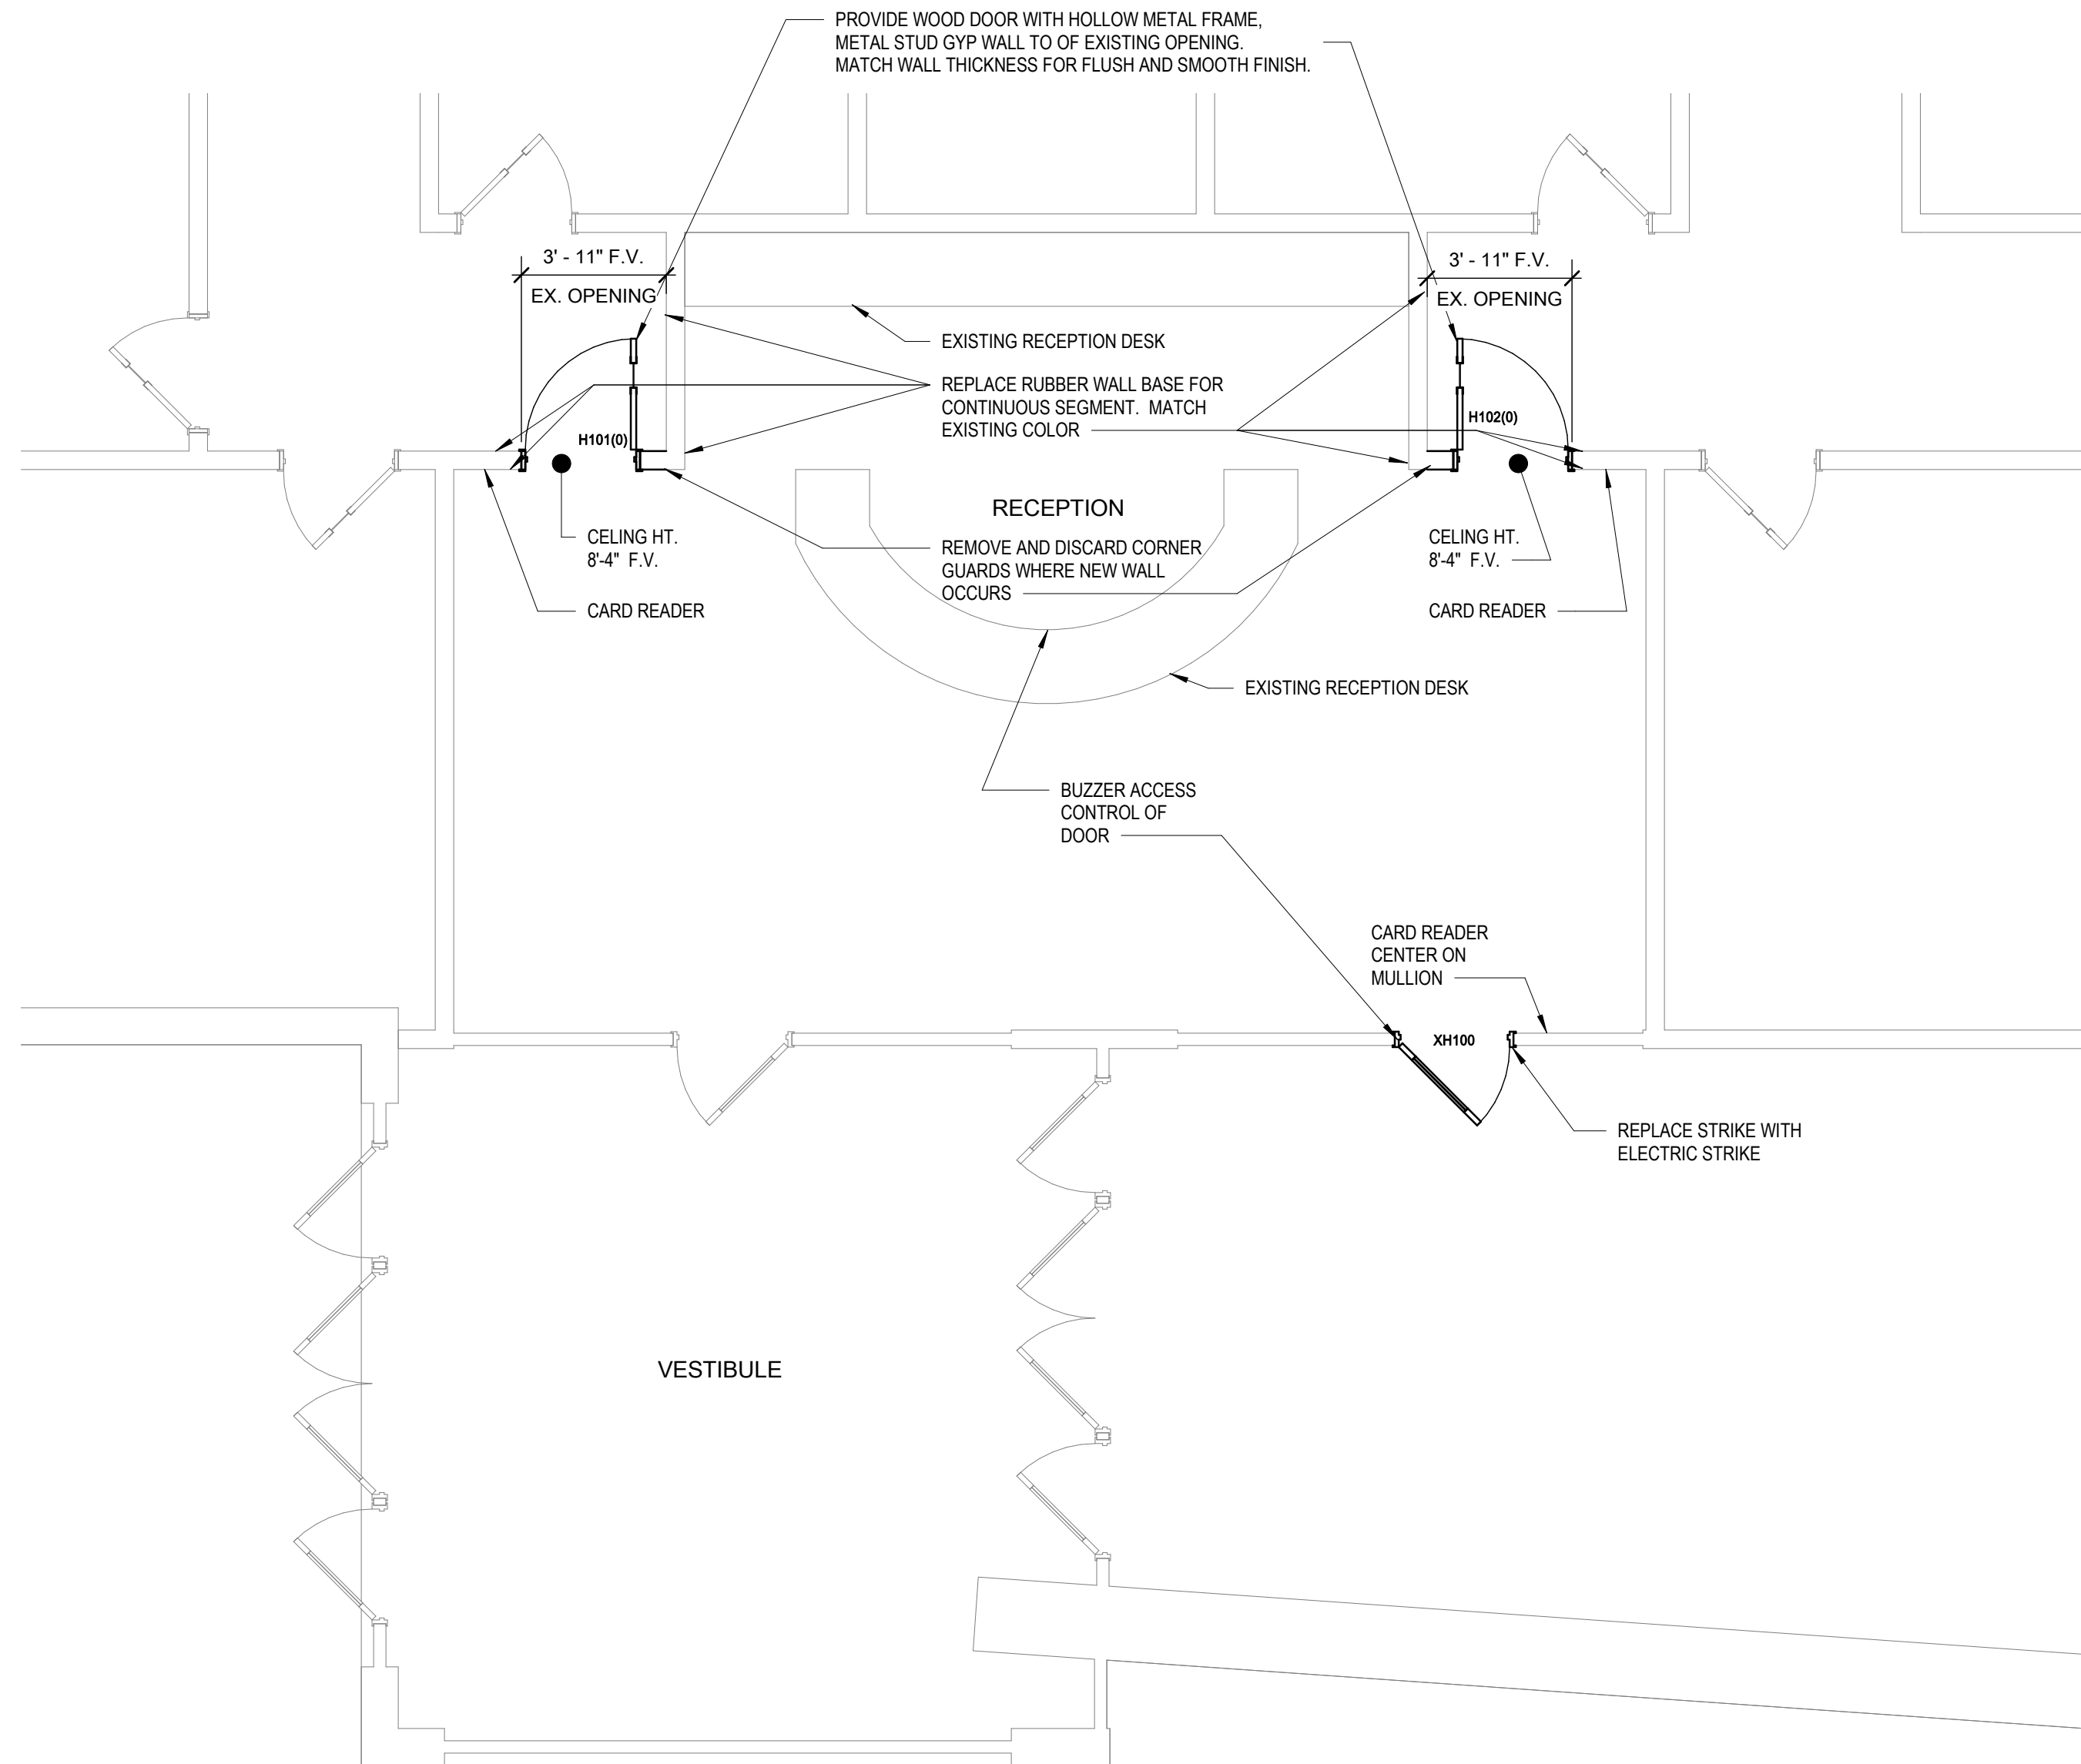 PROVIDE WOOD DOOR WITH HOLLOW METAL FRAME,
METAL STUD GYP WALL TO OF EXISTING OPENING.
MATCH WALL THICKNESS FOR FLUSH AND SMOOTH FINISH.
3' - 11" F.V.
EX. OPENING
3' - 11" F.V.
EX. OPENING
EXISTING RECEPTION DESK
REPLACE RUBBER WALL BASE FOR
CONTINUOUS SEGMENT. MATCH
EXISTING COLOR
H101(0)
H102(0)
RECEPTION
CELING HT.
8'-4" F.V.
REMOVE AND DISCARD CORNER
GUARDS WHERE NEW WALL
OCCURS
CELING HT.
8'-4" F.V.
CARD READER
CARD READER
EXISTING RECEPTION DESK
BUZZER ACCESS
CONTROL OF
DOOR
CARD READER
CENTER ON
MULLION
XH100
REPLACE STRIKE WITH
ELECTRIC STRIKE
VESTIBULE